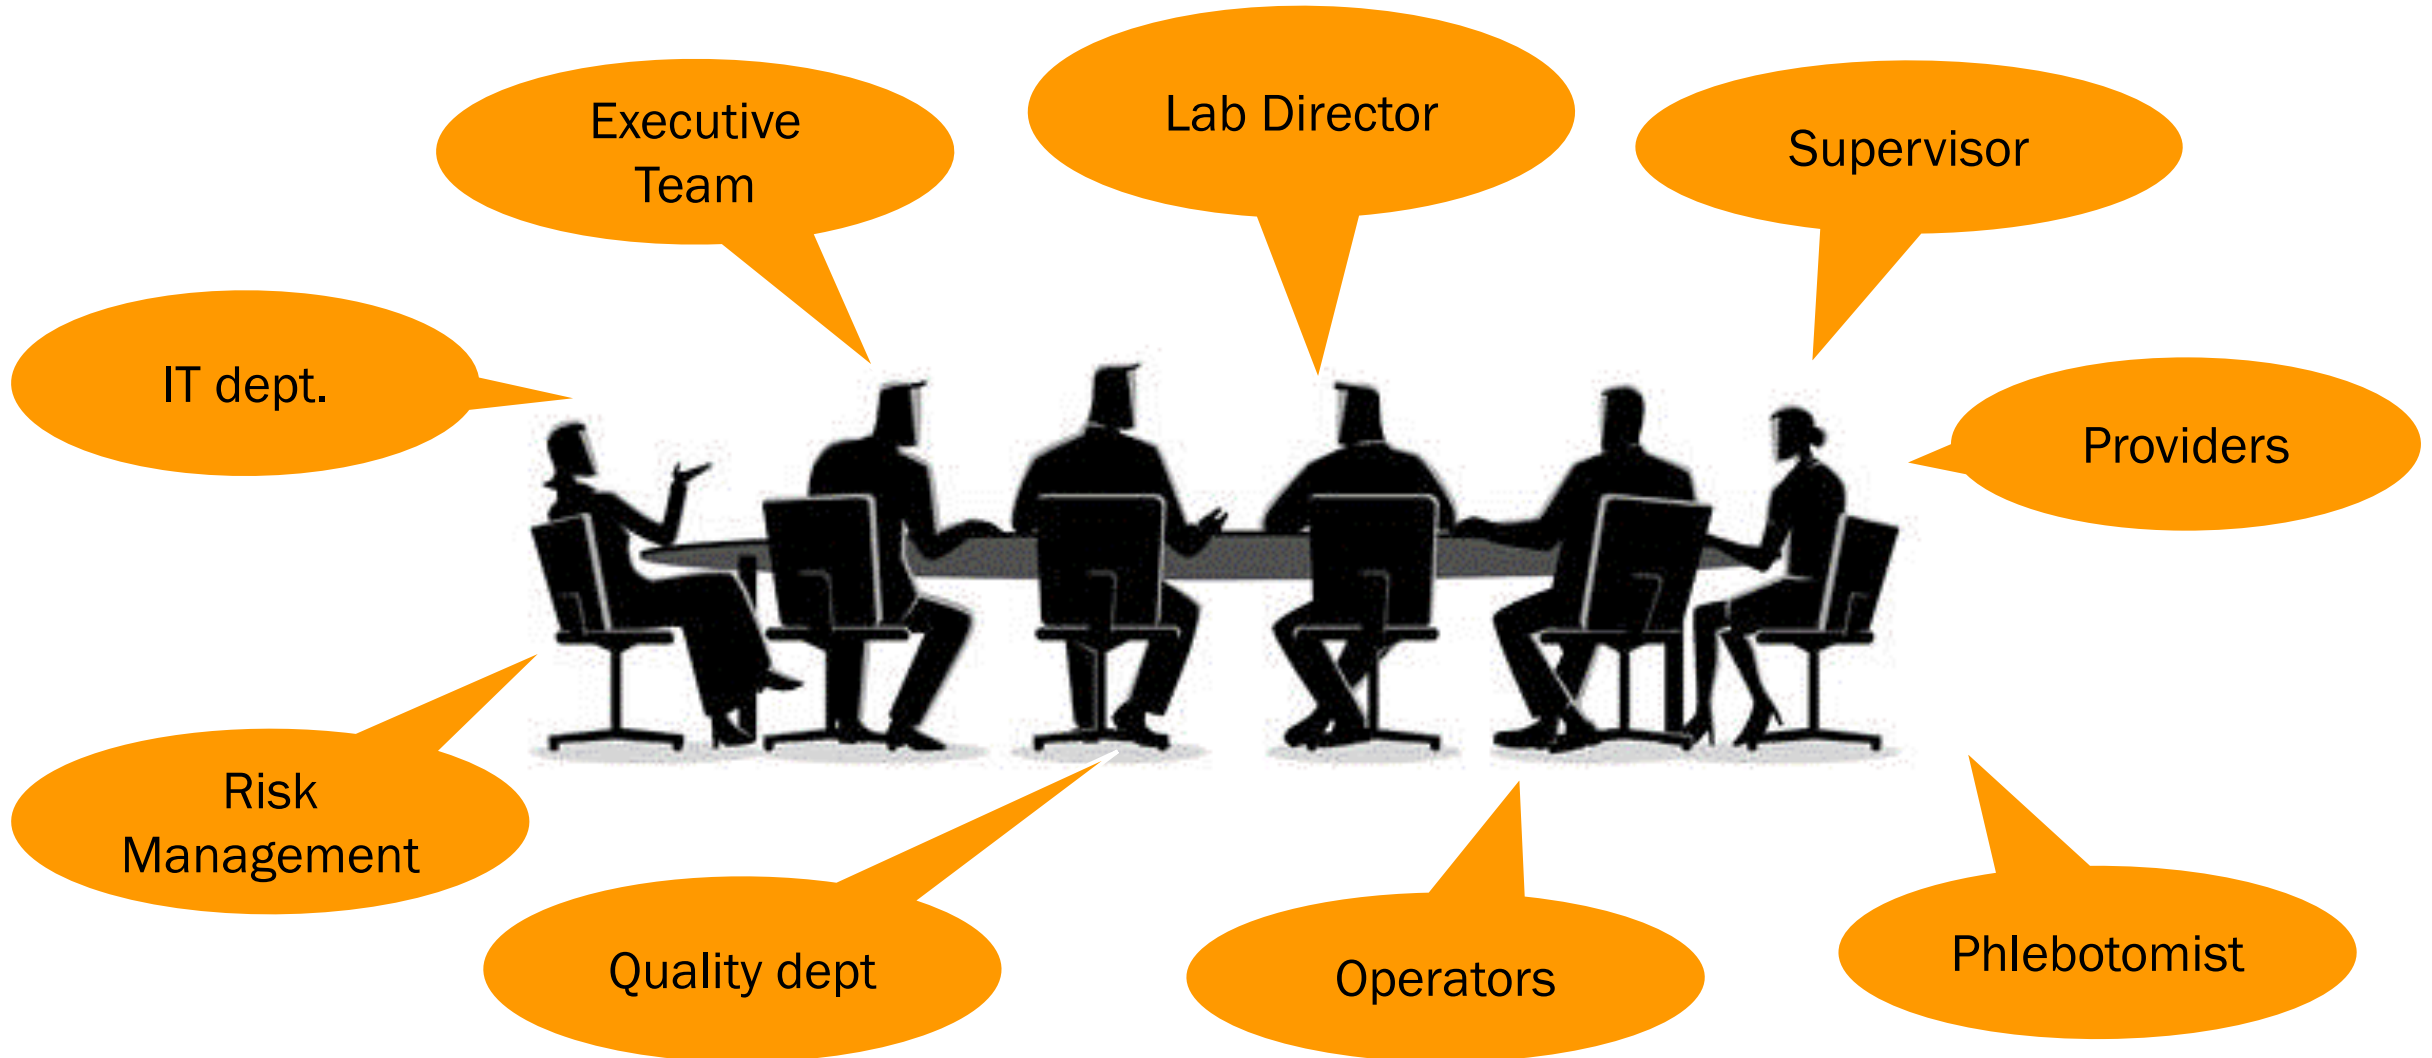 Executive
Team
Lab Director
Supervisor
IT dept.
Providers
Risk
Management
Quality dept
Operators
Phlebotomist